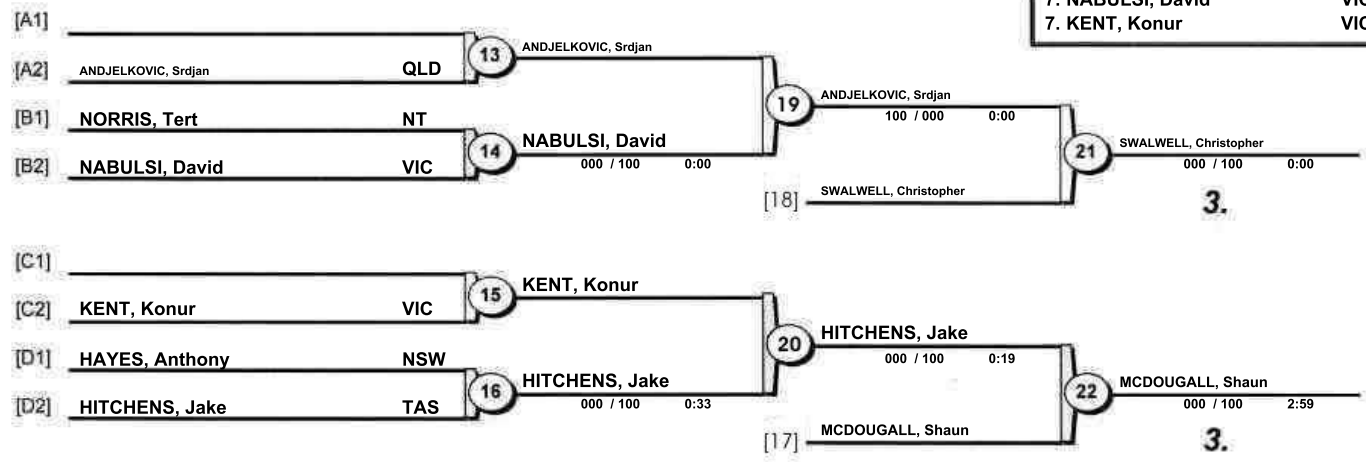 7. NABULSI, David VIC
7. KENT, Konur VIC
[A1]
13 ANDJELKOVIC, Srdjan
[A2] ANDJELKOVIC, Srdjan QLD
19 ANDJELKOVIC, Srdjan
100 / 000 0:00
[B1] NORRIS, Tert NT
14 NABULSI, David
000 / 100 0:00
[B2] NABULSI, David VIC
21 SWALWELL, Christopher
000 / 100 0:00
[18] SWALWELL, Christopher
3.
[C1]
15 KENT, Konur
[C2] KENT, Konur VIC
20 HITCHENS, Jake
000 / 100 0:19
[D1] HAYES, Anthony NSW
16 HITCHENS, Jake
000 / 100 0:33
[D2] HITCHENS, Jake TAS
22 MCDOUGALL, Shaun
000 / 100 2:59
[17] MCDOUGALL, Shaun
3.